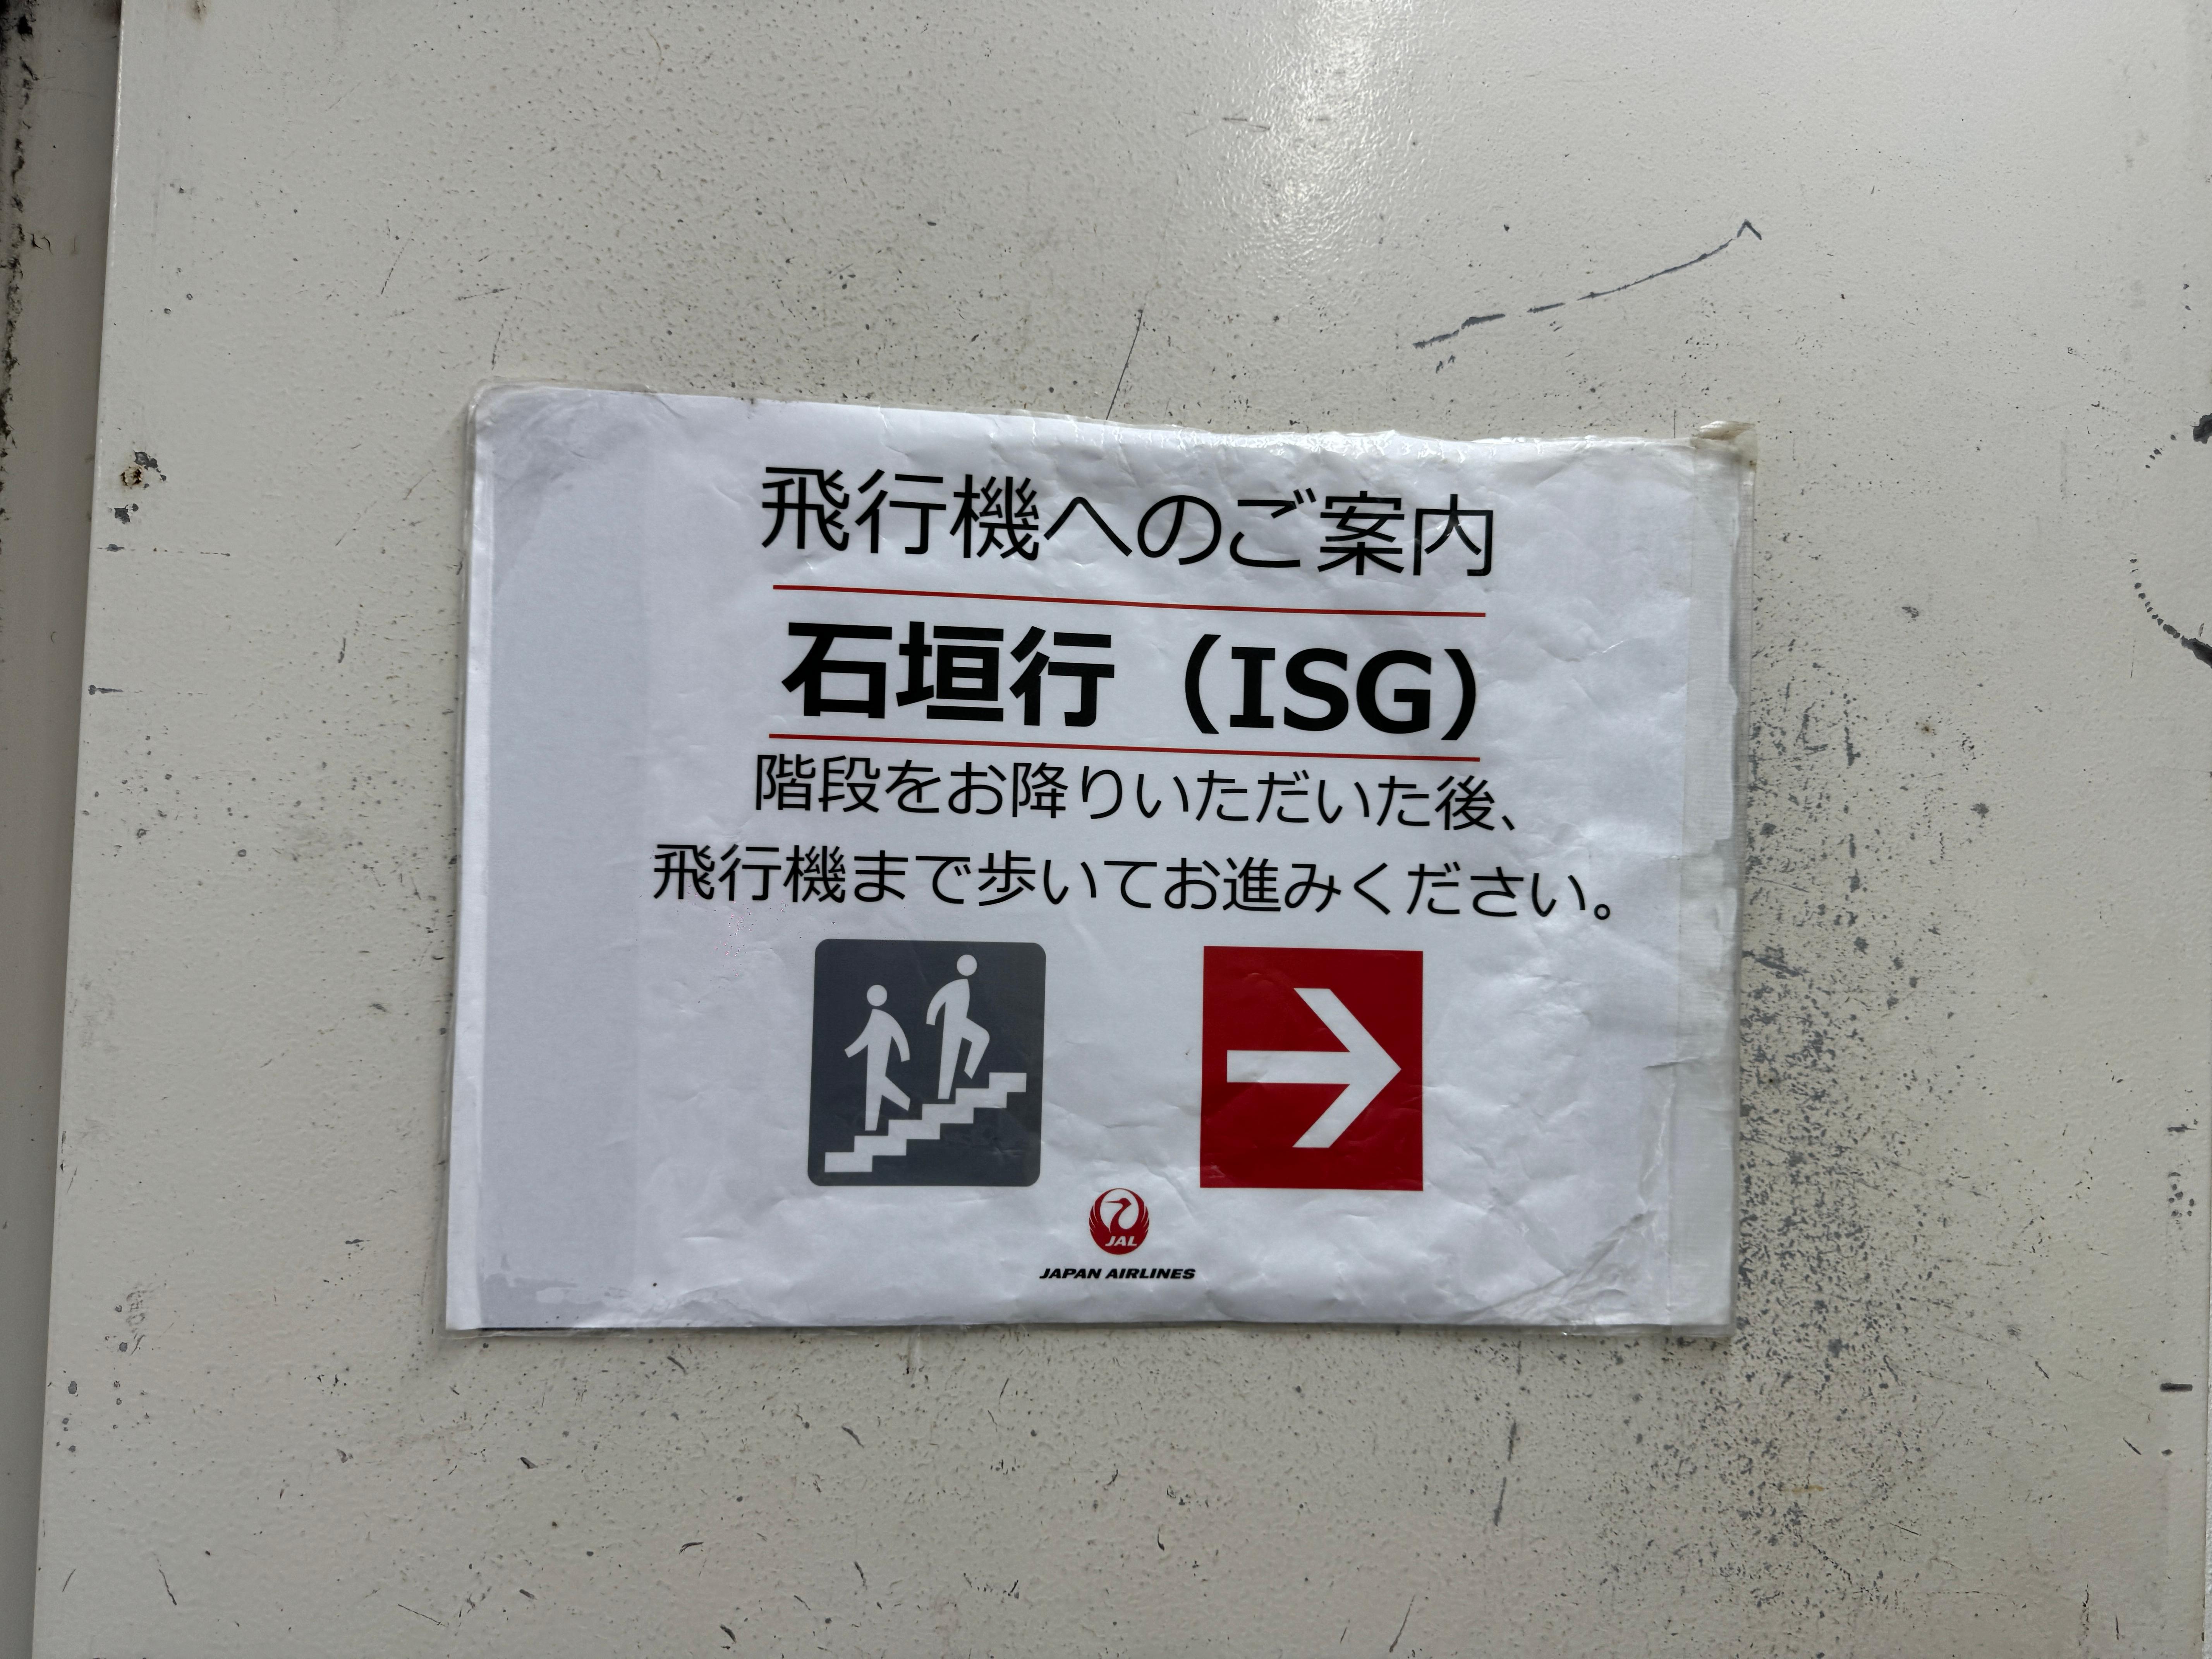 飛行機へのご案内
石垣行（ISG）
階段をお降りいただいた後、
飛行機まで歩いてお進みください。
JAL
JAPAN AIRLINES